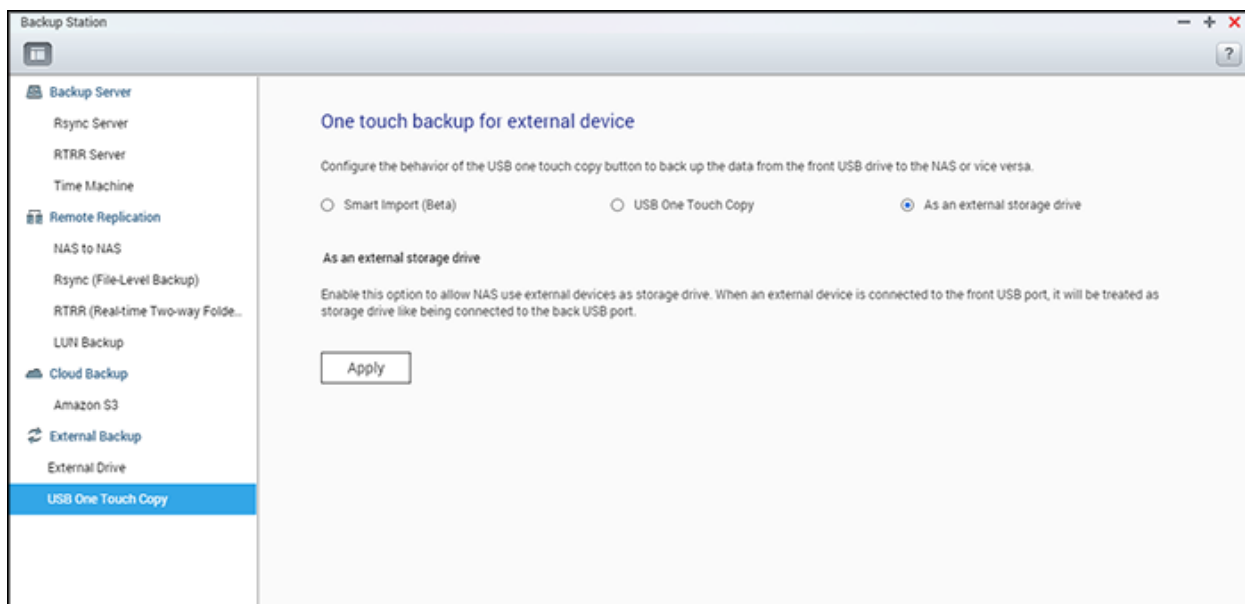 Backup Station
?
Backup Server
Rsync Server
RTRR Server
Time Machine
Remote Replication
NAS to NAS
Rsync (File-Level Backup)
RTRR (Real-time Two-way Folde...
LUN Backup
Cloud Backup
Amazon S3
External Backup
External Drive
USB One Touch Copy
One touch backup for external device
Configure the behavior of the USB one touch copy button to back up the data from the front USB drive to the NAS or vice versa.
Smart Import (Beta) USB One Touch Copy As an external storage drive
As an external storage drive
Enable this option to allow NAS use external devices as storage drive. When an external device is connected to the front USB port, it will be treated as
storage drive like being connected to the back USB port.
Apply